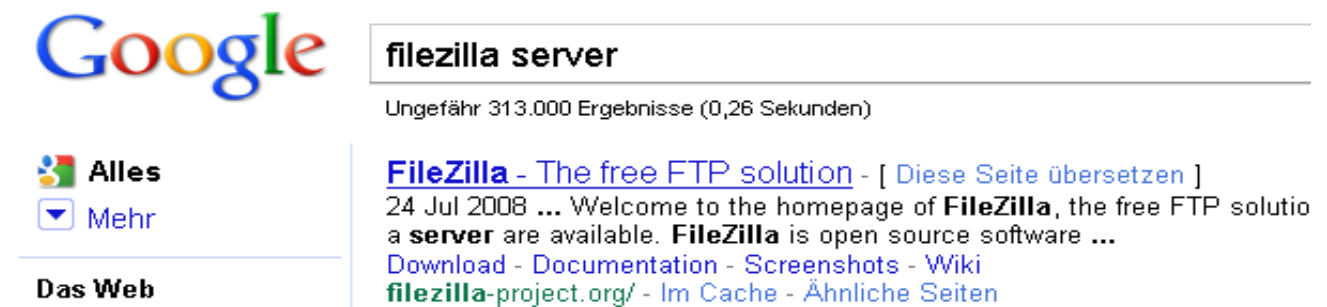 Google
filezilla server
Ungefähr 313.000 Ergebnisse (0,26 Sekunden)
Alles
Mehr
Das Web
FileZilla - The free FTP solution - [ Diese Seite übersetzen ]
24 Jul 2008 ... Welcome to the homepage of FileZilla, the free FTP solutio
a server are available. FileZilla is open source software ...
Download - Documentation - Screenshots - Wiki
filezilla-project.org/ - Im Cache - Ähnliche Seiten